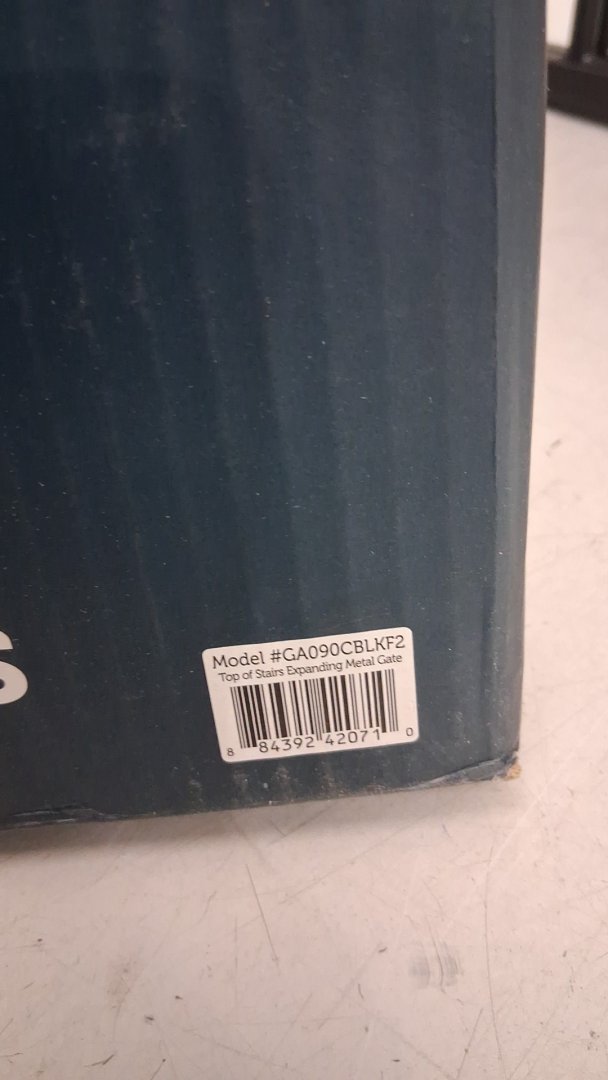 S
Model #GA090CBLKF2
Top of Stairs Expanding Metal Gate
8 84392 42071 0